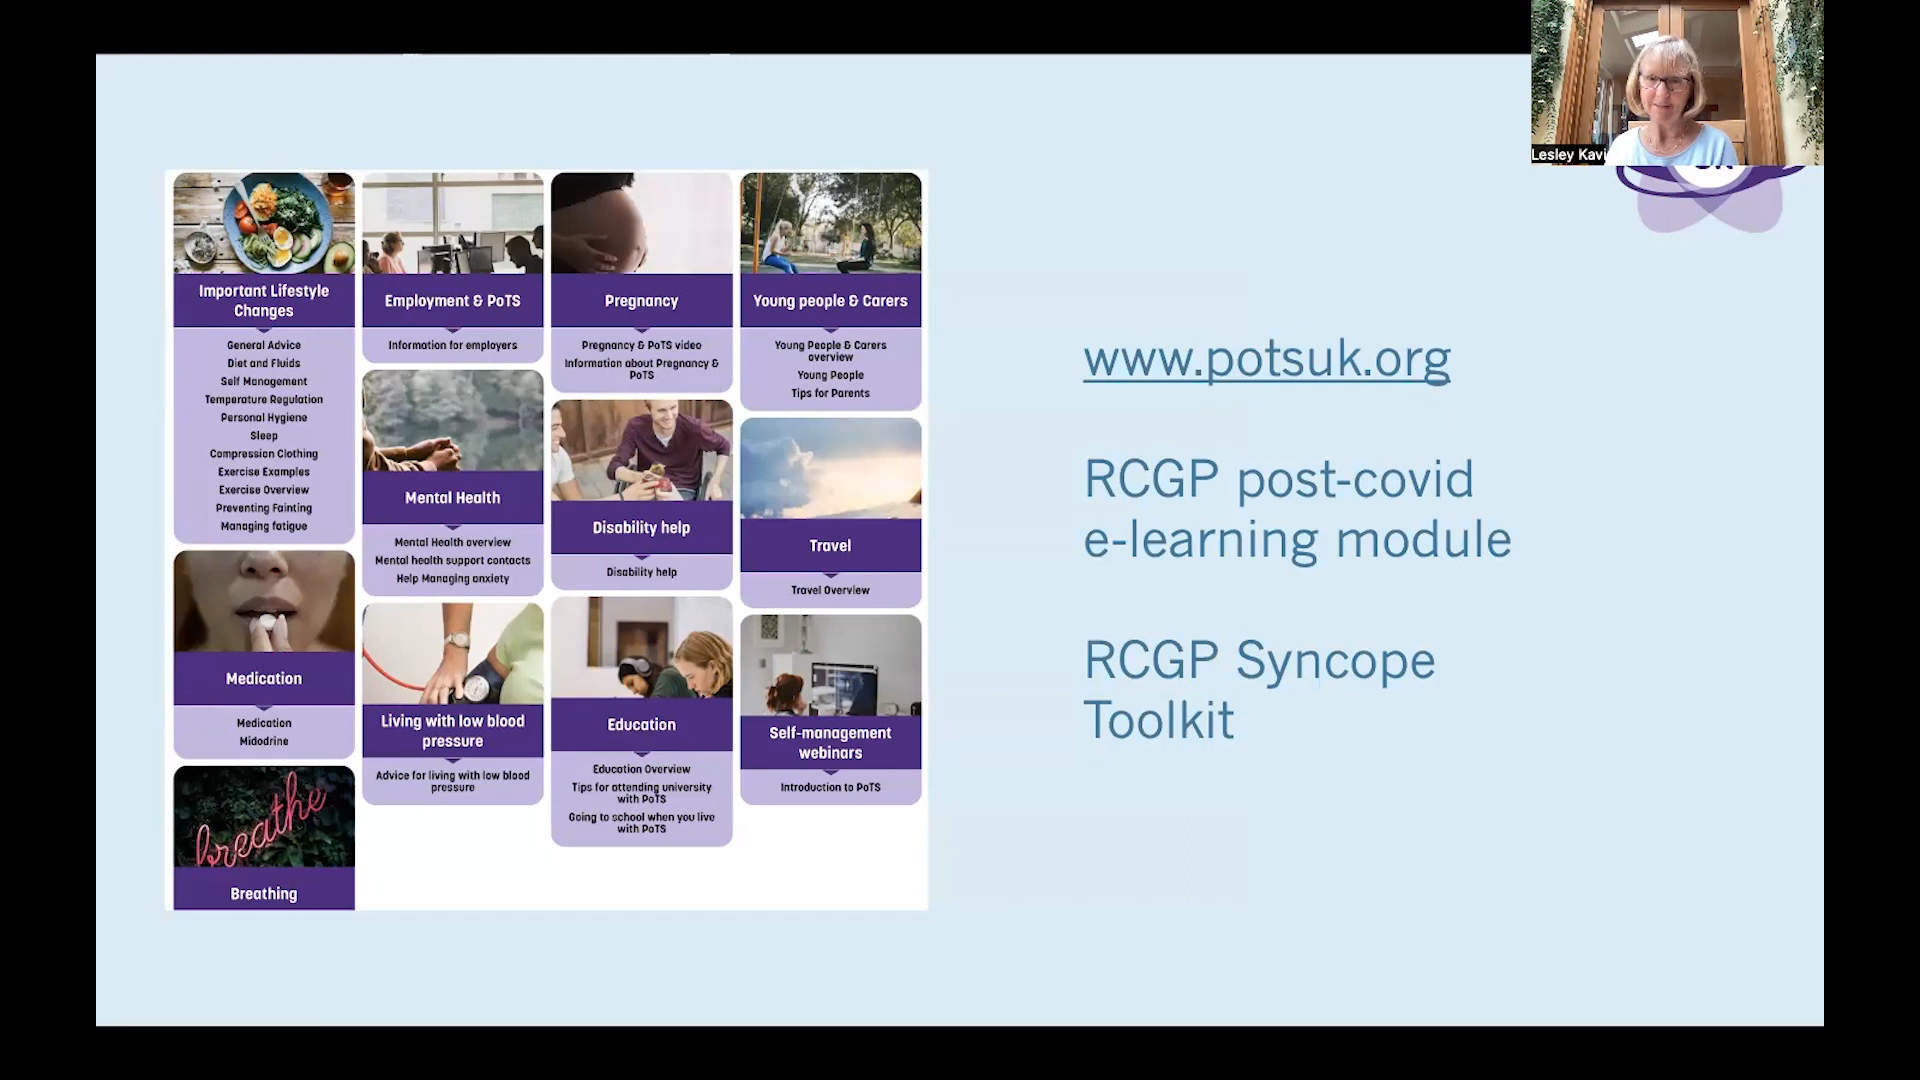 Lesley Kavi
Important Lifestyle
Changes
General Advice
Diet and Fluids
Self Management
Temperature Regulation
Personal Hygiene
Sleep
Compression Clothing
Exercise Examples
Exercise Overview
Preventing Fainting
Managing fatigue
Medication
Medication
Midodrine
breathe
Breathing
Employment & PoTS
Information for employers
Mental Health
Mental Health overview
Mental health support contacts
Help Managing anxiety
Living with low blood
pressure
Advice for living with low blood
pressure
Pregnancy
Pregnancy & PoTS video
Information about Pregnancy &
PoTS
Disability help
Disability help
Education
Education Overview
Tips for attending university
with PoTS
Going to school when you live
with PoTS
Young people & Carers
Young People & Carers
overview
Young People
Tips for Parents
Travel
Travel Overview
Self-management
webinars
Introduction to PoTS
www.potsuk.org
RCGP post-covid
e-learning module
RCGP Syncope
Toolkit